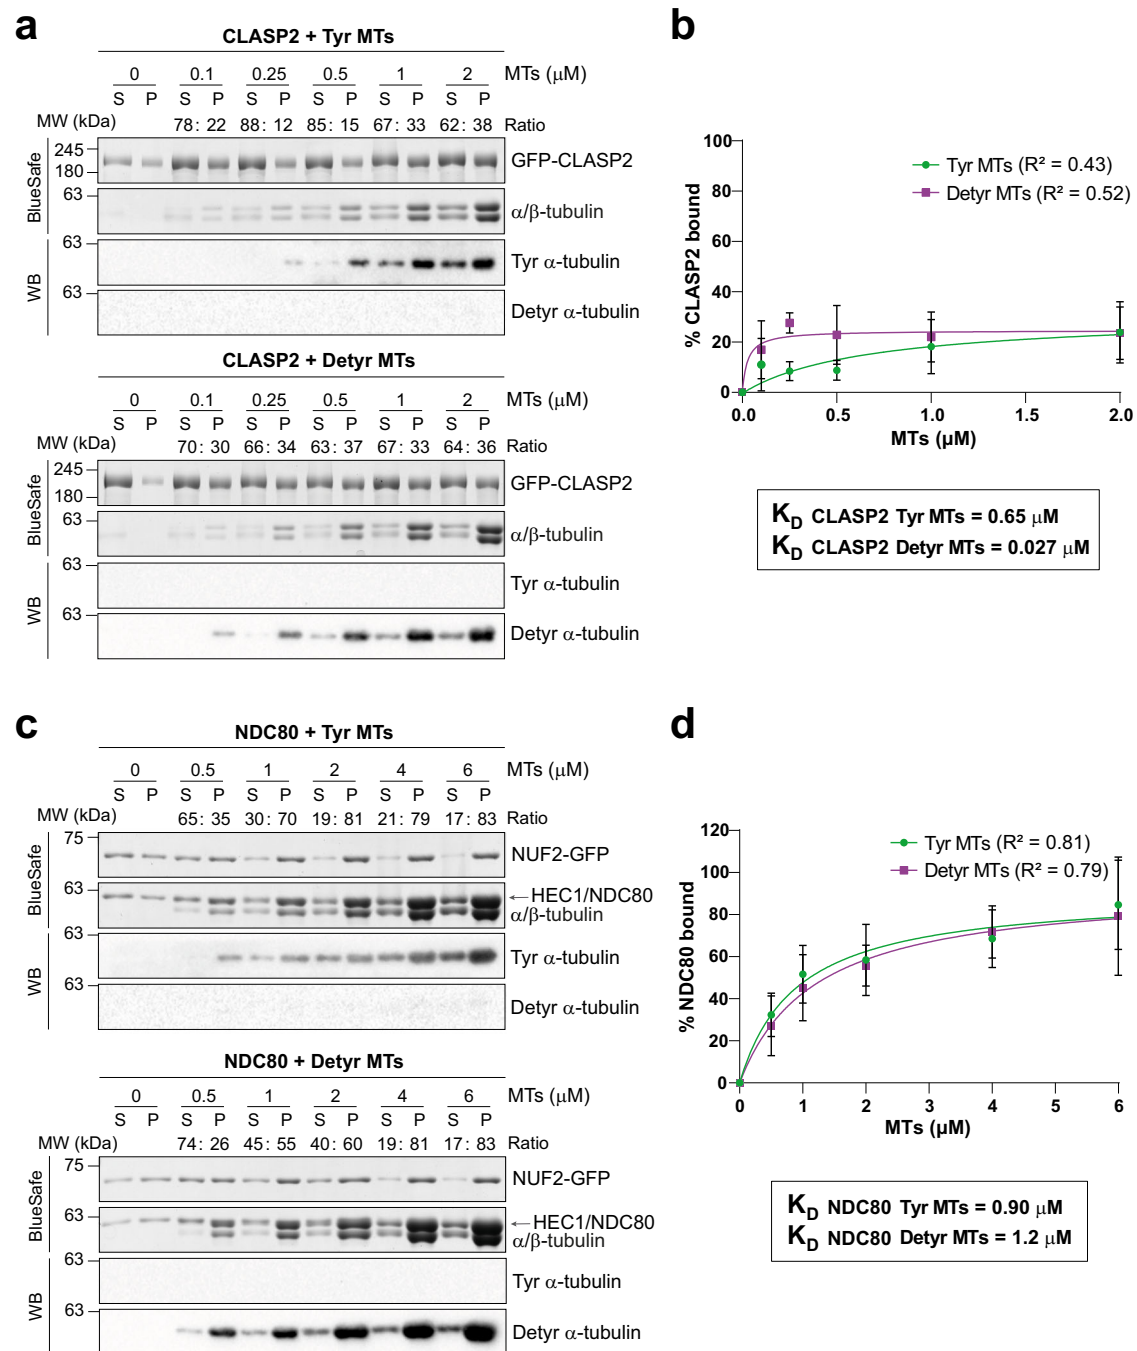 a
CLASP2 + Tyr MTs
0 0.1 0.25 0.5 1 2 MTs (μM)
S P S P S P S P S P S P
MW (kDa) 78: 22 88: 12 85: 15 67: 33 62: 38 Ratio
BlueSafe
245
180
GFP-CLASP2
63
α/β-tubulin
WB
63
Tyr α-tubulin
63
Detyr α-tubulin
CLASP2 + Detyr MTs
0 0.1 0.25 0.5 1 2 MTs (μM)
S P S P S P S P S P S P
MW (kDa) 70: 30 66: 34 63: 37 67: 33 64: 36 Ratio
BlueSafe
245
180
GFP-CLASP2
63
α/β-tubulin
WB
63
Tyr α-tubulin
63
Detyr α-tubulin
b
% CLASP2 bound
100
80
60
40
20
0
Tyr MTs (R² = 0.43)
Detyr MTs (R² = 0.52)
0.0 0.5 1.0 1.5 2.0
MTs (μM)
KD CLASP2 Tyr MTs = 0.65 μM
KD CLASP2 Detyr MTs = 0.027 μM
c
NDC80 + Tyr MTs
0 0.5 1 2 4 6 MTs (μM)
S P S P S P S P S P S P
MW (kDa) 65: 35 30: 70 19: 81 21: 79 17: 83 Ratio
BlueSafe
75
NUF2-GFP
63
←HEC1/NDC80
α/β-tubulin
WB
63
Tyr α-tubulin
63
Detyr α-tubulin
NDC80 + Detyr MTs
0 0.5 1 2 4 6 MTs (μM)
S P S P S P S P S P S P
MW (kDa) 74: 26 45: 55 40: 60 19: 81 17: 83 Ratio
BlueSafe
75
NUF2-GFP
63
←HEC1/NDC80
α/β-tubulin
WB
63
Tyr α-tubulin
63
Detyr α-tubulin
d
% NDC80 bound
120
100
80
60
40
20
0
Tyr MTs (R² = 0.81)
Detyr MTs (R² = 0.79)
0 1 2 3 4 5 6
MTs (μM)
KD NDC80 Tyr MTs = 0.90 μM
KD NDC80 Detyr MTs = 1.2 μM